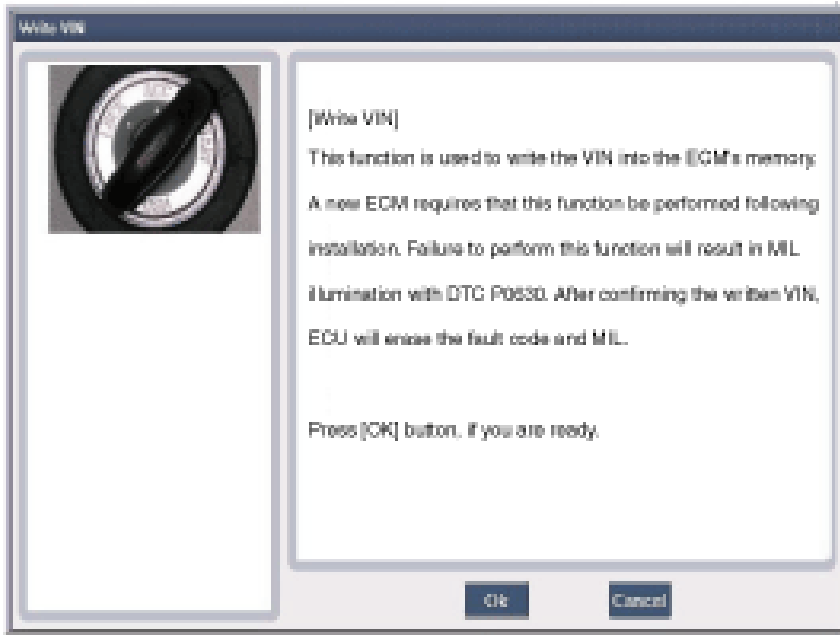 Write VIN
[Write VIN]
This function is used to write the VIN into the ECM's memory.
A new ECM requires that this function be performed following
installation. Failure to perform this function will result in MIL
illumination with DTC P0630. After confirming the written VIN,
ECU will erase the fault code and MIL.
Press [OK] button, if you are ready.
Ok
Cancel